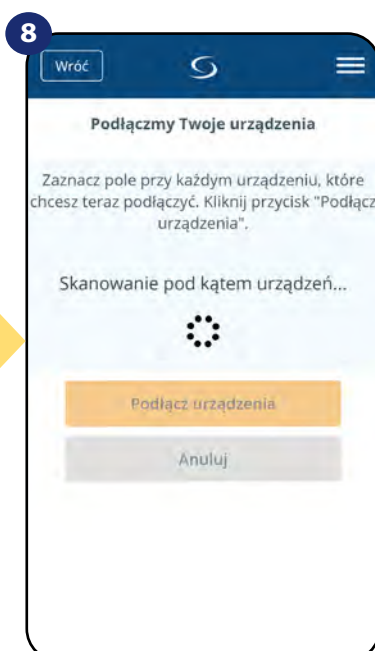 8
Wróć
Podłączmy Twoje urządzenia
Zaznacz pole przy każdym urządzeniu, które
chcesz teraz podłączyć. Kliknij przycisk "Podłącz
urządzenia".
Skanowanie pod kątem urządzeń...
Podłącz urządzenia
Anuluj